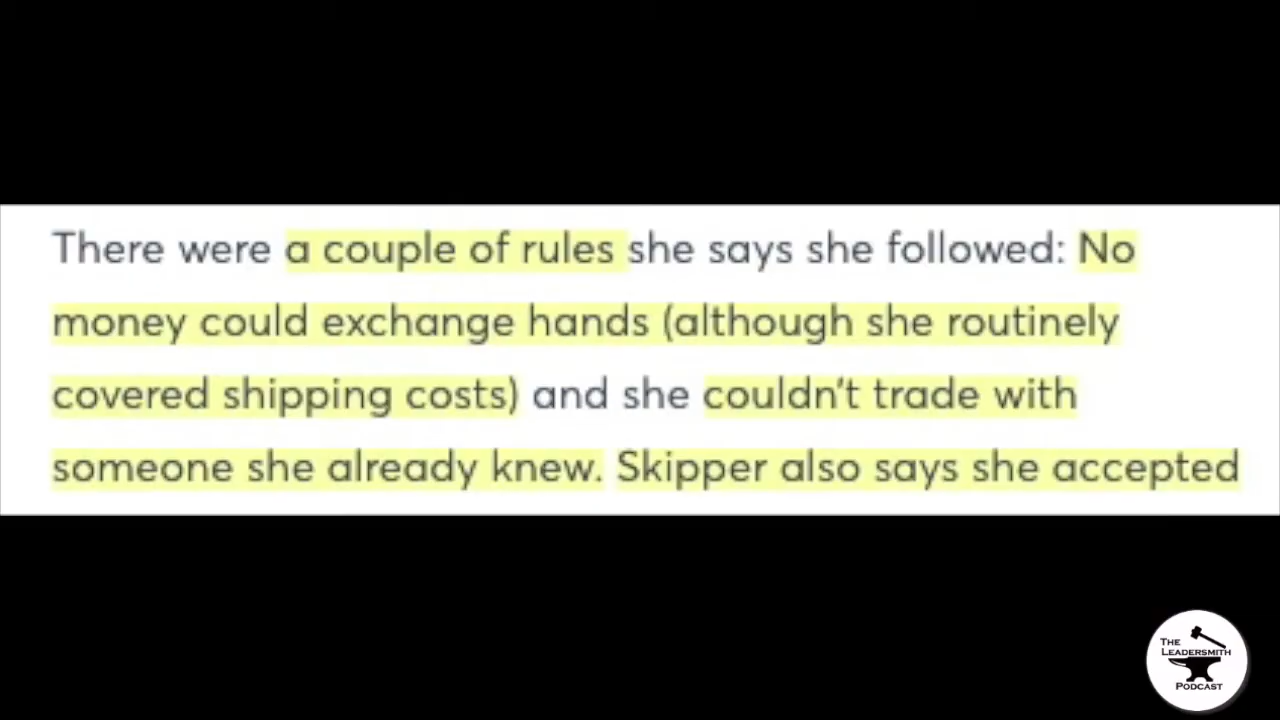 There were a couple of rules she says she followed: No
money could exchange hands (although she routinely
covered shipping costs) and she couldn't trade with
someone she already knew. Skipper also says she accepted
THE
LEADERSMITH
PODCAST